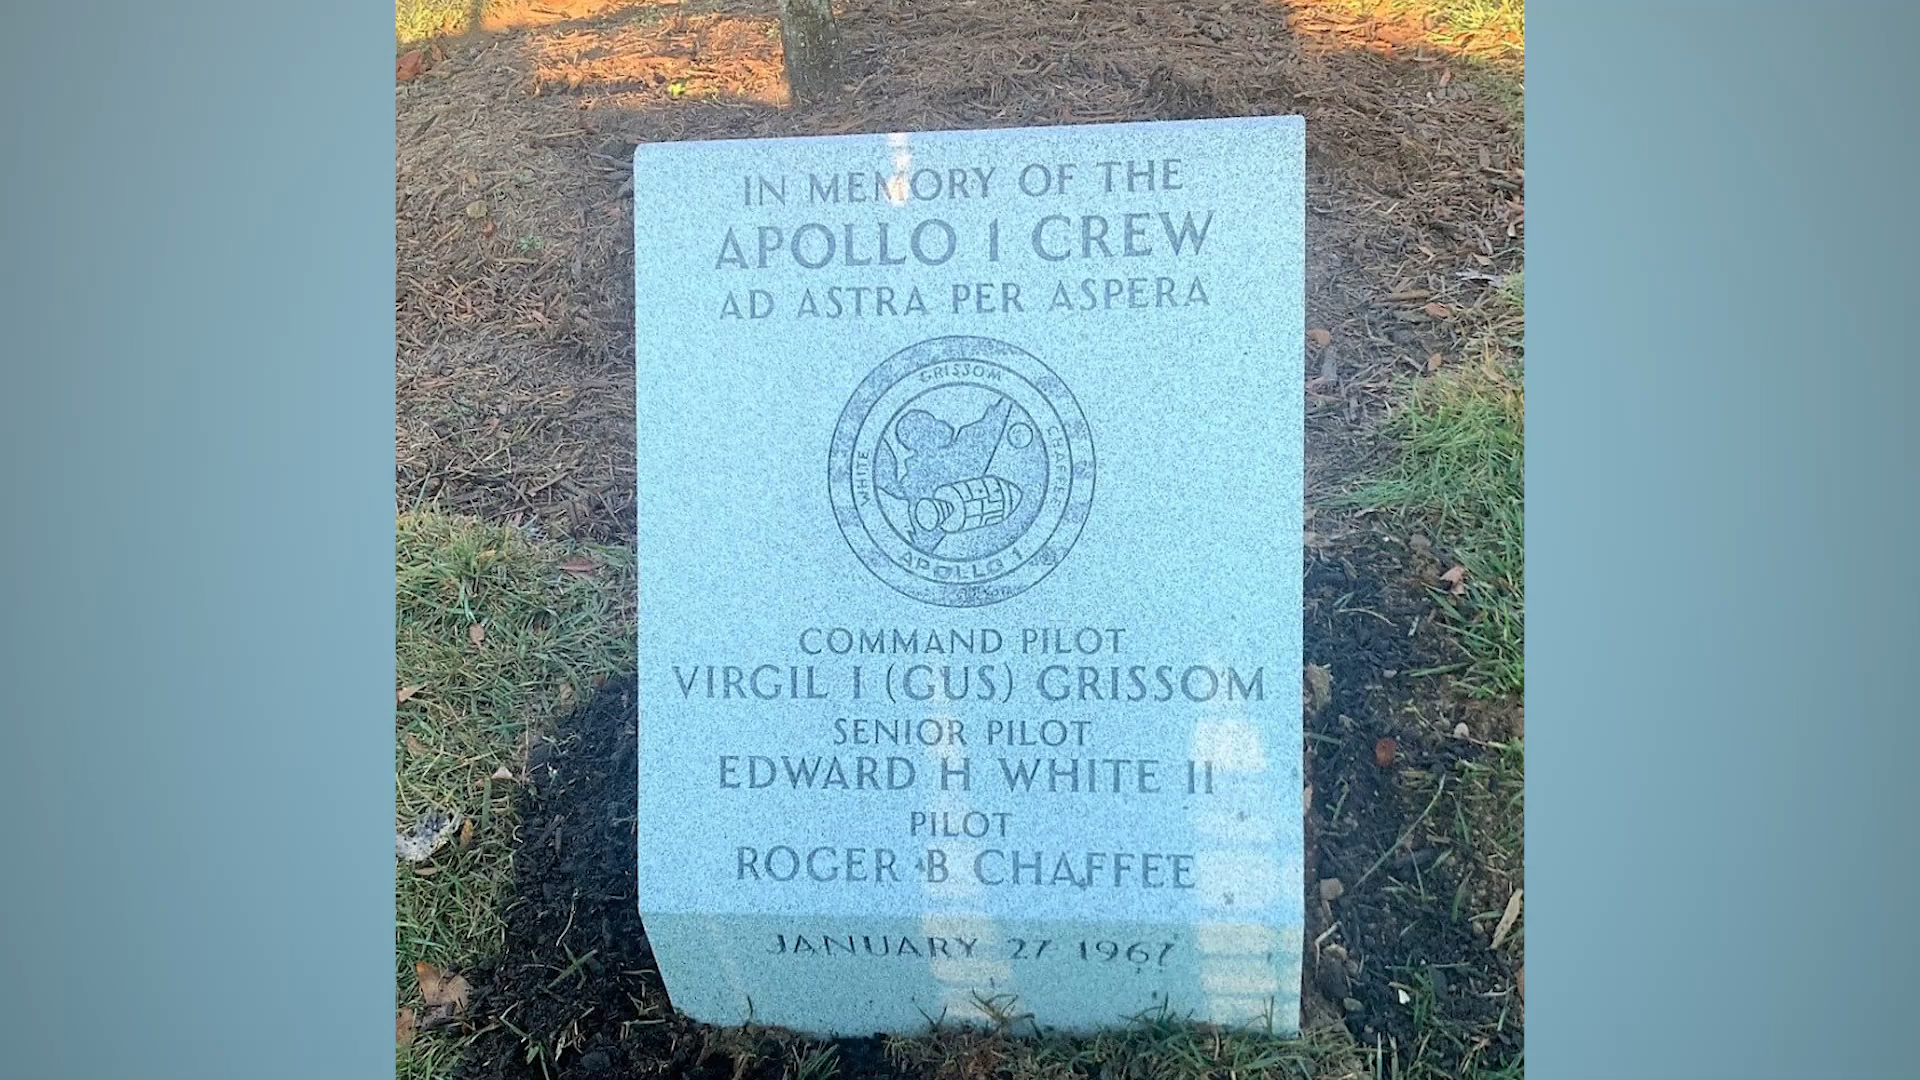 IN MEMORY OF THE
APOLLO 1 CREW
AD ASTRA PER ASPERA
GRISSOM
WHITE
CHAFFEE
APOLLO 1
COMMAND PILOT
VIRGIL I (GUS) GRISSOM
SENIOR PILOT
EDWARD H WHITE II
PILOT
ROGER B CHAFFEE
JANUARY 27 1967